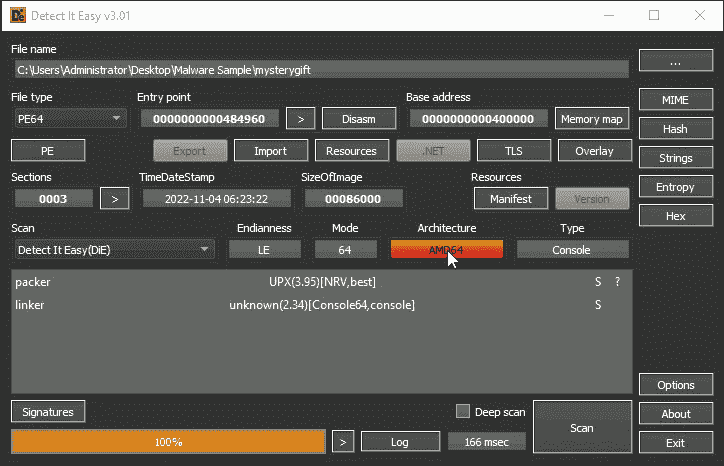 Detect It Easy v3.01
File name
C:\Users\Administrator\Desktop\Malware Sample\mysterygift
...
File type Entry point Base address
PE64 0000000000484960 > Disasm 0000000000400000 Memory map MIME
PE Export Import Resources .NET TLS Overlay Hash
Sections TimeDateStamp SizeOfImage Resources Strings
0003 > 2022-11-04 06:23:22 00086000 Manifest Version Entropy
Scan Endianness Mode Architecture Type Hex
Detect It Easy(DiE) LE 64 AMD64 Console
packer UPX(3.95)[NRV,best] S ?
linker unknown(2.34)[Console64,console] S
Options
Signatures Deep scan Scan About
100% > Log 166 msec Exit